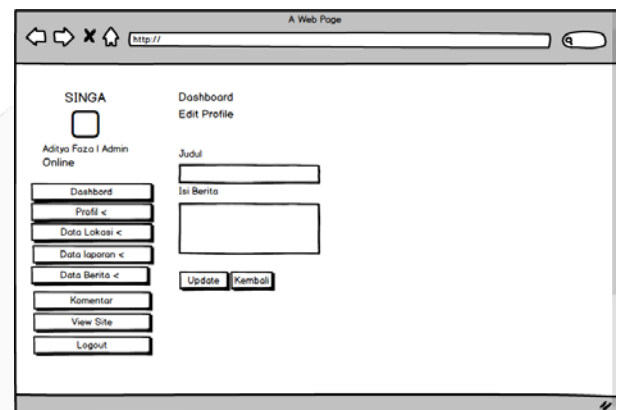 A Web Page
http://
SINGA
Aditya Faza I Admin
Online
Dashbord
Profil <
Data Lokasi <
Data laporan <
Data Berita <
Komentar
View Site
Logout
Dashboard
Edit Profile
Judul
Isi Berita
Update Kembali